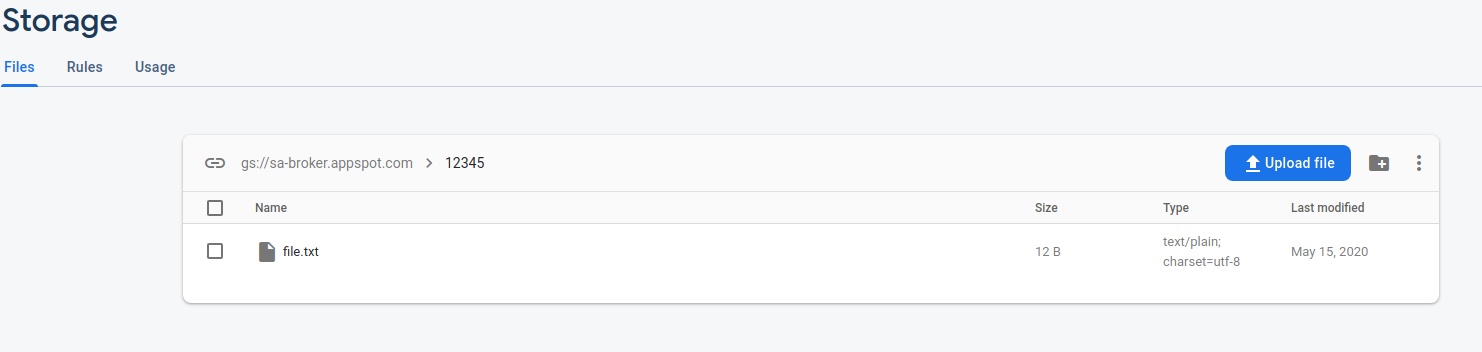 Storage
Files Rules Usage
gs://sa-broker.appspot.com > 12345 Upload file
Name Size Type Last modified
file.txt 12 B text/plain; charset=utf-8 May 15, 2020